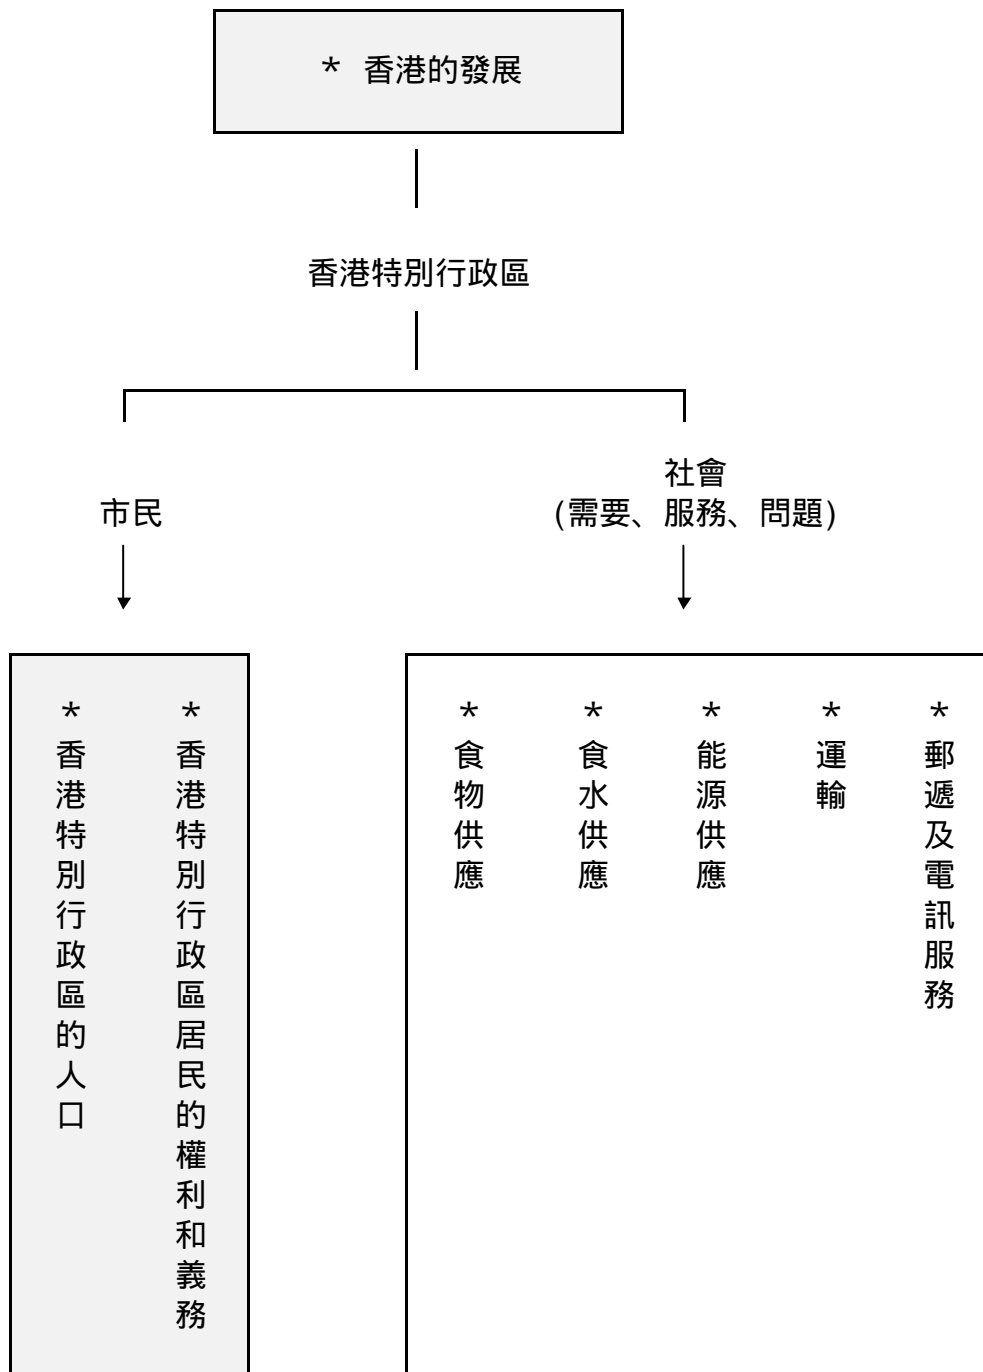 * 香港的發展
香港特別行政區
市民
社會
(需要、服務、問題)
* 香港特別行政區的人口
* 香港特別行政區居民的權利和義務
* 食物供應
* 食水供應
* 能源供應
* 運輸
* 郵遞及電訊服務